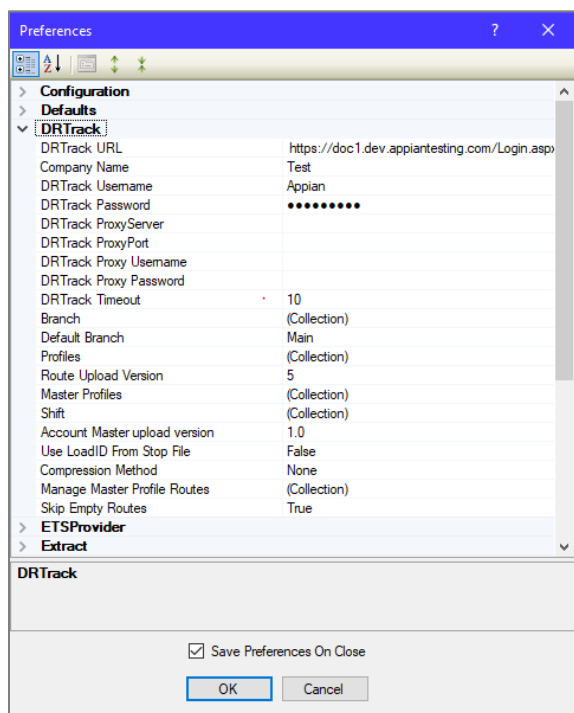 Preferences
Configuration
Defaults
DRTrack
DRTrack URL https://doc1.dev.appiantesting.com/Login.aspx
Company Name Test
DRTrack Username Appian
DRTrack Password ●●●●●●●●●
DRTrack ProxyServer
DRTrack ProxyPort
DRTrack Proxy Username
DRTrack Proxy Password
DRTrack Timeout 10
Branch (Collection)
Default Branch Main
Profiles (Collection)
Route Upload Version 5
Master Profiles (Collection)
Shift (Collection)
Account Master upload version 1.0
Use LoadID From Stop File False
Compression Method None
Manage Master Profile Routes (Collection)
Skip Empty Routes True
ETSProvider
Extract
DRTrack
Save Preferences On Close
OK Cancel